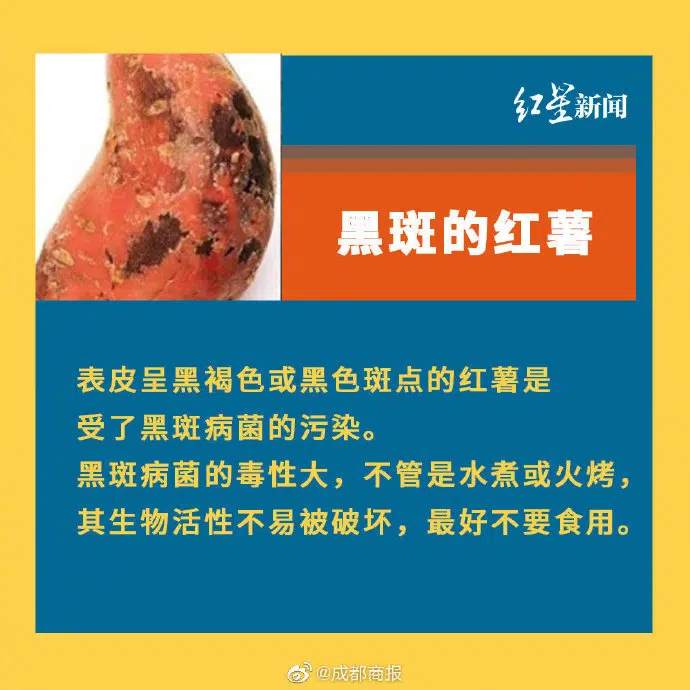 红星新闻
黑斑的红薯
表皮呈黑褐色或黑色斑点的红薯是
受了黑斑病菌的污染。
黑斑病菌的毒性大，不管是水煮或火烤，
其生物活性不易被破坏，最好不要食用。
@成都商报